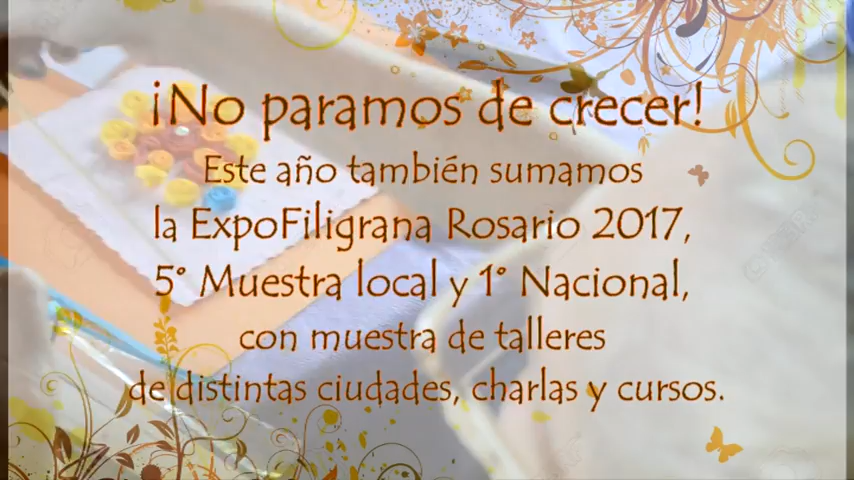 ¡No paramos de crecer!
Este año también sumamos
la ExpoFiligrana Rosario 2017,
5° Muestra local y 1° Nacional,
con muestra de talleres
de distintas ciudades, charlas y cursos.